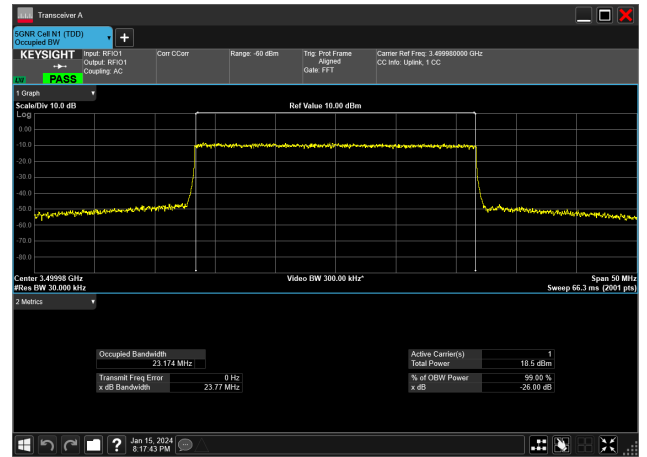 Transceiver A
5GNR Cell N1 (TDD)
Occupied BW
+
KEYSIGHT Input: RFIO1 Corr CCorr Range: -60 dBm Trig: Prot Frame Carrier Ref Freq: 3.499980000 GHz
Output: RFIO1 Aligned CC Info: Uplink, 1 CC
Coupling: AC Gate: FFT
LXI PASS
1 Graph
Scale/Div 10.0 dB Ref Value 10.00 dBm
Log
0.00
-10.0
-20.0
-30.0
-40.0
-50.0
-60.0
-70.0
-80.0
Center 3.49998 GHz Video BW 300.00 kHz* Span 50 MHz
#Res BW 30.000 kHz Sweep 66.3 ms (2001 pts)
2 Metrics
Occupied Bandwidth Active Carrier(s) 1
23.174 MHz Total Power 18.5 dBm
Transmit Freq Error 0 Hz % of OBW Power 99.00 %
x dB Bandwidth 23.77 MHz x dB -26.00 dB
? Jan 15, 2024
8:17:43 PM